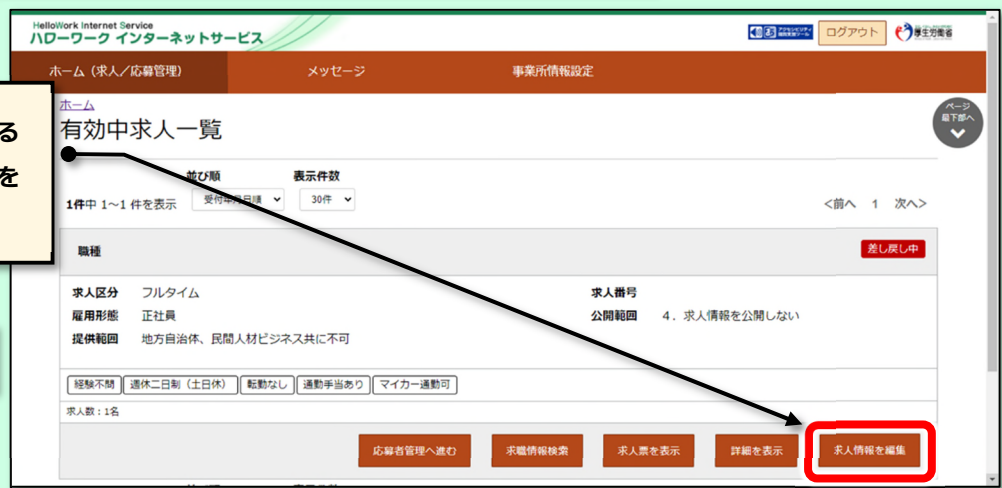 HelloWork Internet Service
ハローワーク インターネットサービス
ログアウト
厚生労働省
ホーム（求人／応募管理）
メッセージ
事業所情報設定
ホーム
有効中求人一覧
ページ
最下部へ
る
を
並び順
表示件数
1件中 1～1 件を表示
受付年月日順
30件
<前へ 1 次へ>
職種
差し戻し中
求人区分 フルタイム
求人番号
雇用形態 正社員
公開範囲 4．求人情報を公開しない
提供範囲 地方自治体、民間人材ビジネス共に不可
経験不問 週休二日制（土日休） 転勤なし 通勤手当あり マイカー通勤可
求人数：1名
応募者管理へ進む
求職情報検索
求人票を表示
詳細を表示
求人情報を編集